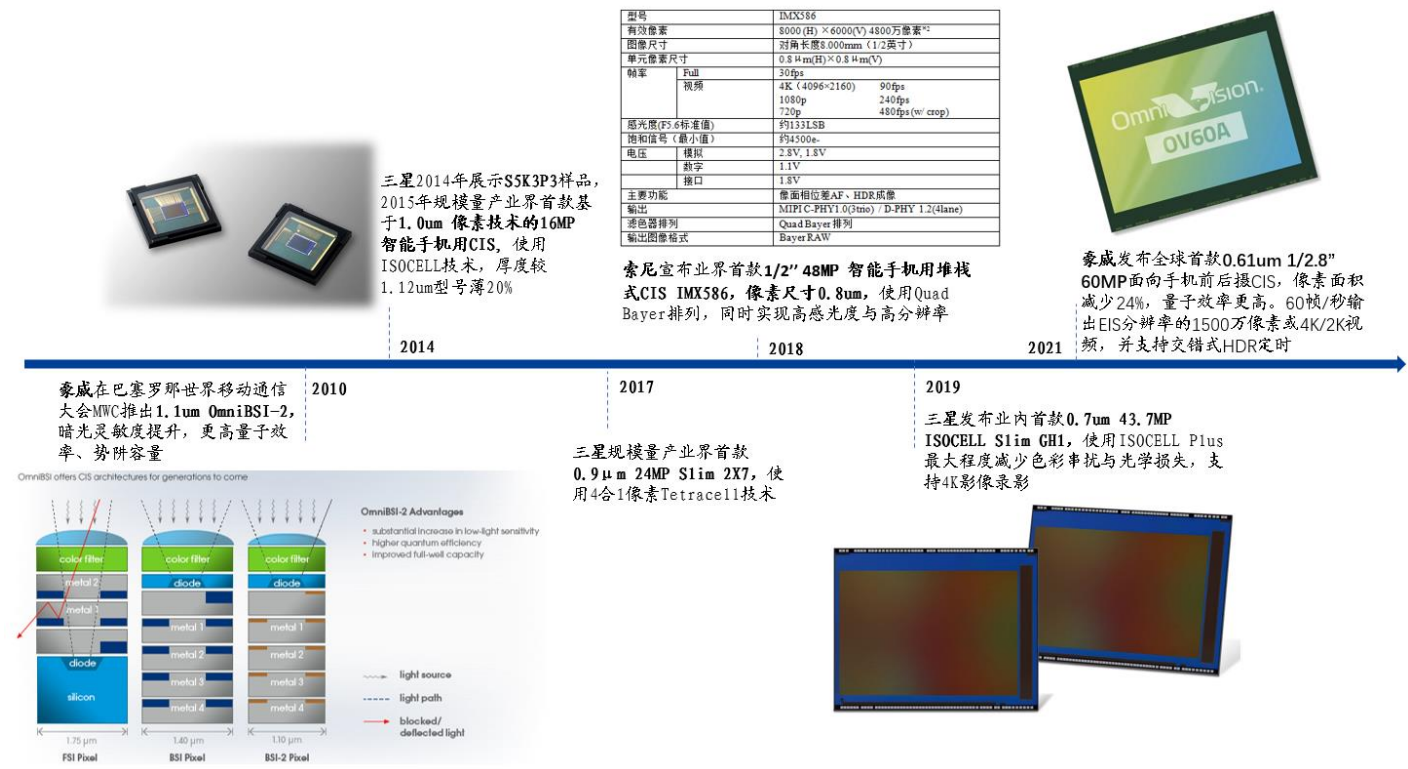 型号 IMX586
有效像素 8000 (H) ×6000(V) 4800万像素*²
图像尺寸 对角长度8.000mm（1/2英寸）
单元像素尺寸 0.8μm(H)×0.8μm(V)
帧率 Full 30fps
视频 4K（4096×2160） 90fps
1080p 240fps
720p 480fps(w/ crop)
感光度(F5.6标准值) 约133LSB
饱和信号（最小值） 约4500e-
电压 模拟 2.8V, 1.8V
数字 1.1V
接口 1.8V
主要功能 像面相位差AF、HDR成像
输出 MIPI C-PHY1.0(3trio) / D-PHY 1.2(4lane)
滤色器排列 Quad Bayer排列
输出图像格式 Bayer RAW
OmniVision.
OV60A
三星2014年展示S5K3P3样品，
2015年规模量产业界首款基
于1.0um 像素技术的16MP
智能手机用CIS，使用
ISOCELL技术，厚度较
1.12um型号薄20%
索尼宣布业界首款1/2” 48MP 智能手机用堆栈
式CIS IMX586，像素尺寸0.8um，使用Quad
Bayer排列，同时实现高感光度与高分辨率
豪威发布全球首款0.61um 1/2.8”
60MP面向手机前后摄CIS，像素面积
减少24%，量子效率更高。60帧/秒输
出EIS分辨率的1500万像素或4K/2K视
频，并支持交错式HDR定时
2014
2018
2021
2010
2017
2019
豪威在巴塞罗那世界移动通信
大会MWC推出1.1um OmniBSI-2，
暗光灵敏度提升，更高量子效
率、势阱容量
三星规模量产业界首款
0.9μm 24MP Slim 2X7，使
用4合1像素Tetracell技术
三星发布业内首款0.7um 43.7MP
ISOCELL Slim GH1，使用ISOCELL Plus
最大程度减少色彩串扰与光学损失，支
持4K影像录影
OmniBSI offers CIS architectures for generations to come
color filter
metal 2
metal 1
diode
silicon
1.75 μm
FSI Pixel
color filter
diode
metal 1
metal 2
metal 3
metal 4
1.40 μm
BSI Pixel
color filter
diode
metal 1
metal 2
metal 3
metal 4
1.10 μm
BSI-2 Pixel
OmniBSI-2 Advantages
• substantial increase in low-light sensitivity
• higher quantum efficiency
• improved full-well capacity
light source
light path
blocked/
deflected light